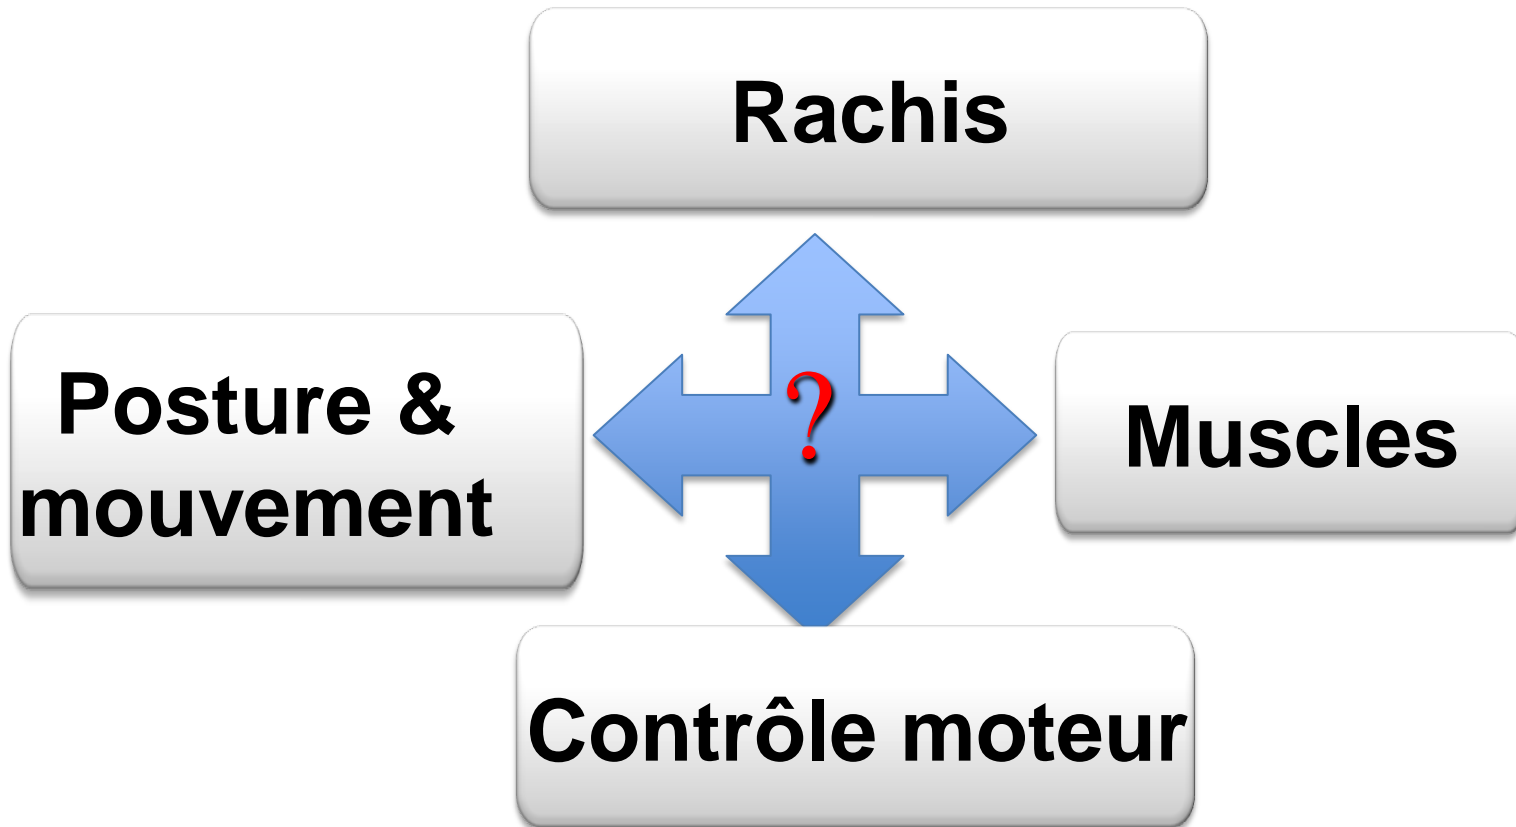 Rachis
Posture &
mouvement
?
Muscles
Contrôle moteur